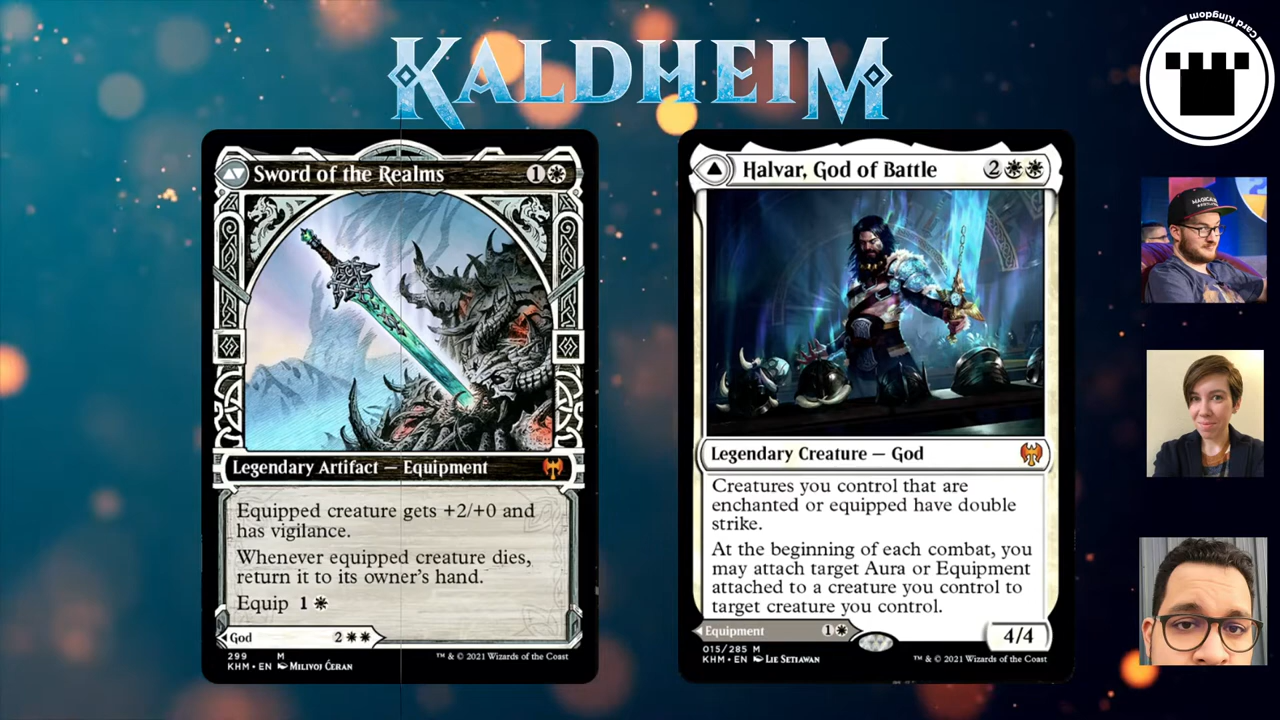 KALDHEIM
Card Kingdom
Sword of the Realms 1
Legendary Artifact — Equipment
Equipped creature gets +2/+0 and
has vigilance.
Whenever equipped creature dies,
return it to its owner's hand.
Equip 1
God 2
299 M
KHM • EN Milivoj Ćeran
™ & © 2021 Wizards of the Coast
Halvar, God of Battle 2
Legendary Creature — God
Creatures you control that are
enchanted or equipped have double
strike.
At the beginning of each combat, you
may attach target Aura or Equipment
attached to a creature you control to
target creature you control.
Equipment 1
4/4
015/285 M
KHM • EN Lie Setiawan
™ & © 2021 Wizards of the Coast